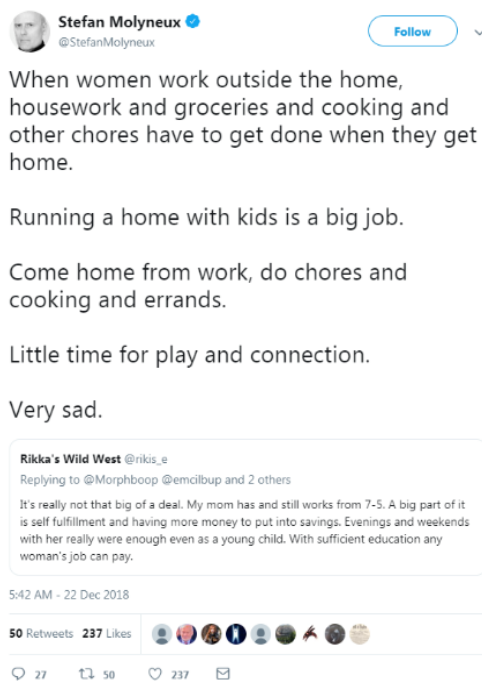 Stefan Molyneux
@StefanMolyneux
Follow
When women work outside the home,
housework and groceries and cooking and
other chores have to get done when they get
home.
Running a home with kids is a big job.
Come home from work, do chores and
cooking and errands.
Little time for play and connection.
Very sad.
Rikka's Wild West @rikis_e
Replying to @Morphboop @emcilbup and 2 others
It's really not that big of a deal. My mom has and still works from 7-5. A big part of it
is self fulfillment and having more money to put into savings. Evenings and weekends
with her really were enough even as a young child. With sufficient education any
woman's job can pay.
5:42 AM - 22 Dec 2018
50 Retweets 237 Likes
27 50 237